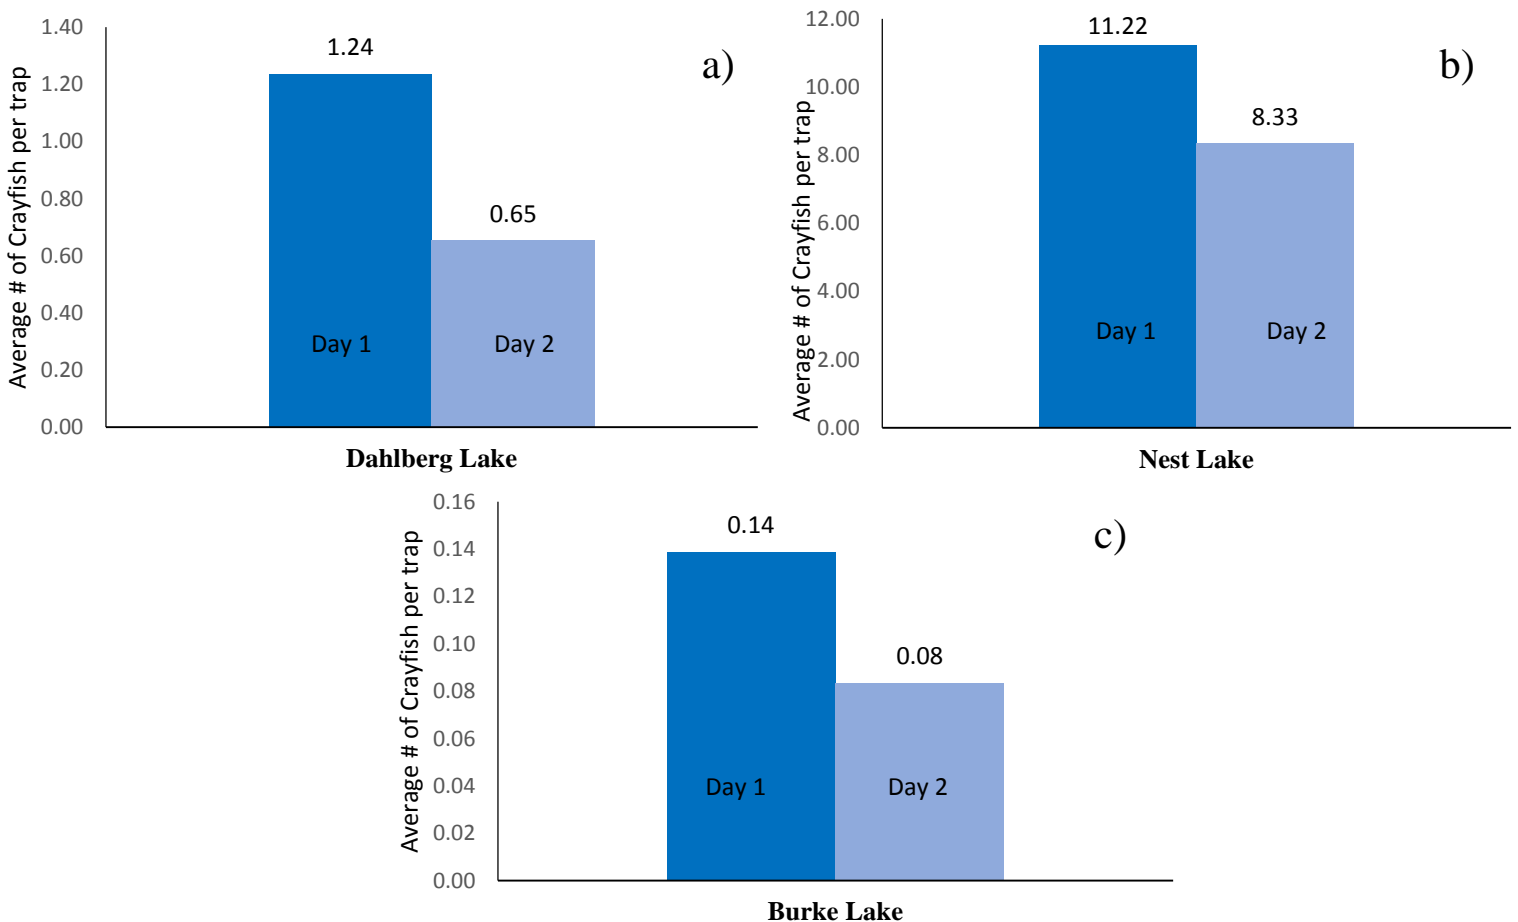 a)
Average # of Crayfish per trap
1.40
1.20
1.00
0.80
0.60
0.40
0.20
0.00
1.24
0.65
Day 1
Day 2
Dahlberg Lake
b)
Average # of Crayfish per trap
12.00
10.00
8.00
6.00
4.00
2.00
0.00
11.22
8.33
Day 1
Day 2
Nest Lake
c)
Average # of Crayfish per trap
0.16
0.14
0.12
0.10
0.08
0.06
0.04
0.02
0.00
0.14
0.08
Day 1
Day 2
Burke Lake